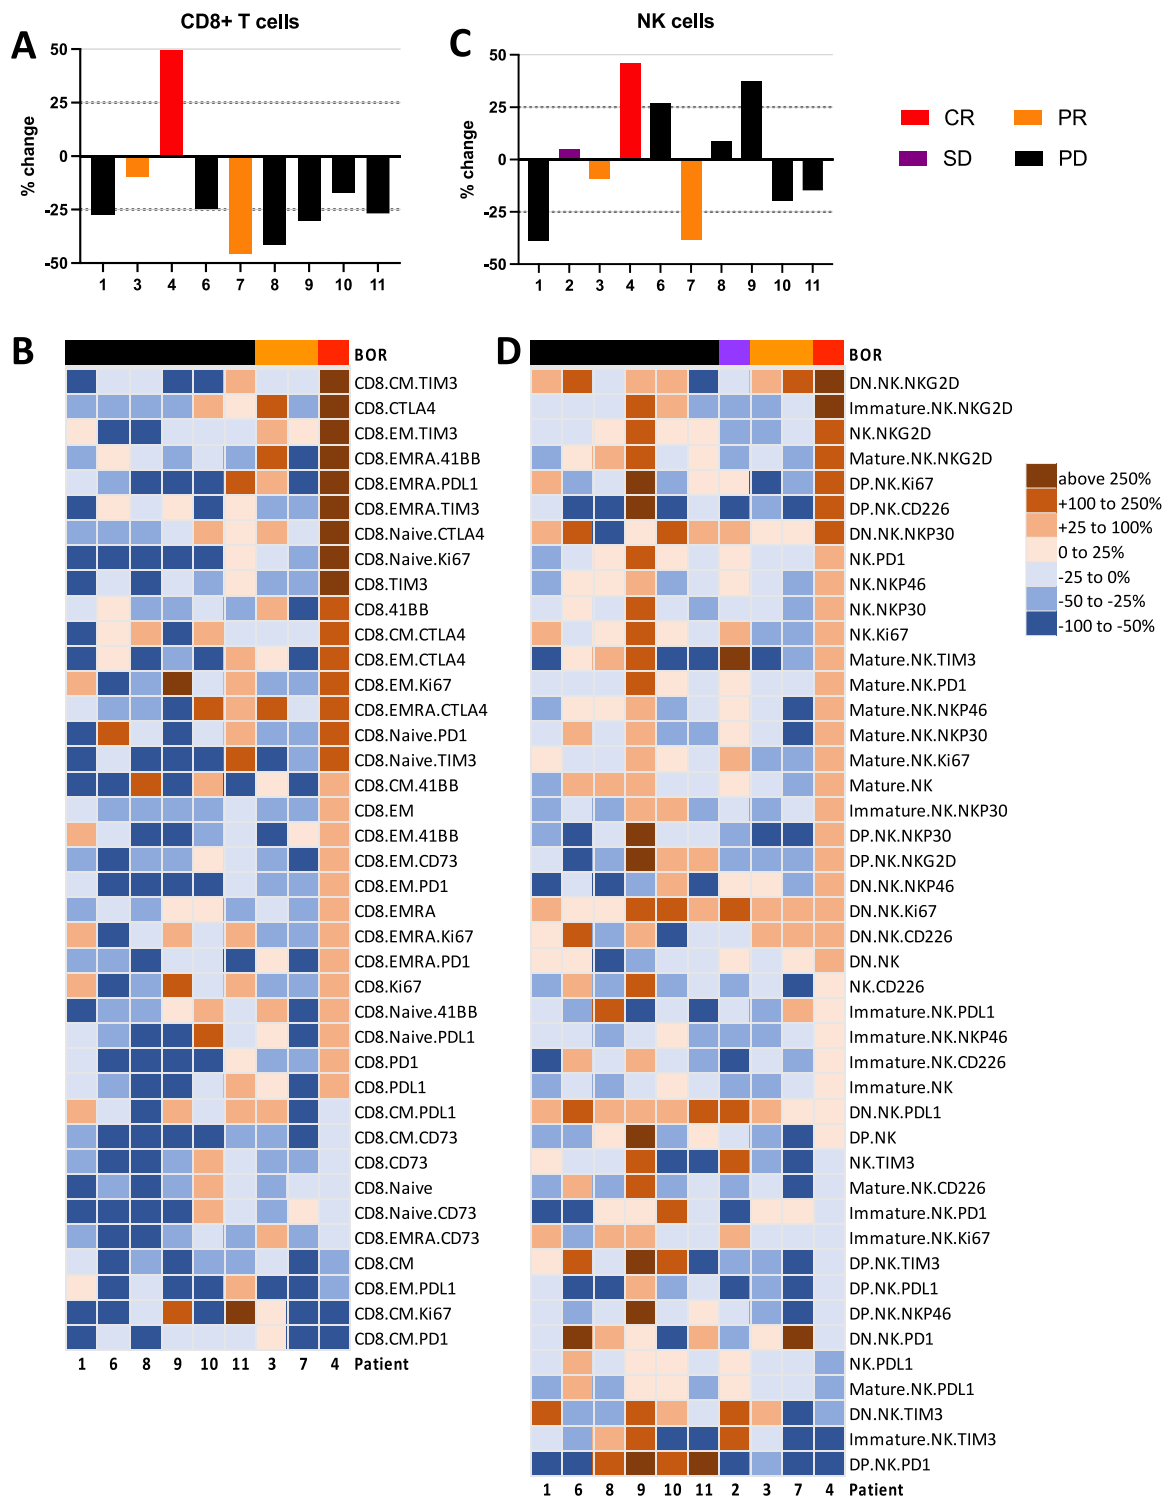 A
CD8+ T cells
50
25
0
-25
-50
% change
1 3 4 6 7 8 9 10 11
C
NK cells
50
25
0
-25
-50
% change
1 2 3 4 6 7 8 9 10 11
CR PR
SD PD
B
BOR
CD8.CM.TIM3
CD8.CTLA4
CD8.EM.TIM3
CD8.EMRA.41BB
CD8.EMRA.PDL1
CD8.EMRA.TIM3
CD8.Naive.CTLA4
CD8.Naive.Ki67
CD8.TIM3
CD8.41BB
CD8.CM.CTLA4
CD8.EM.CTLA4
CD8.EM.Ki67
CD8.EMRA.CTLA4
CD8.Naive.PD1
CD8.Naive.TIM3
CD8.CM.41BB
CD8.EM
CD8.EM.41BB
CD8.EM.CD73
CD8.EM.PD1
CD8.EMRA
CD8.EMRA.Ki67
CD8.EMRA.PD1
CD8.Ki67
CD8.Naive.41BB
CD8.Naive.PDL1
CD8.PD1
CD8.PDL1
CD8.CM.PDL1
CD8.CM.CD73
CD8.CD73
CD8.Naive
CD8.Naive.CD73
CD8.EMRA.CD73
CD8.CM
CD8.EM.PDL1
CD8.CM.Ki67
CD8.CM.PD1
1 6 8 9 10 11 3 7 4 Patient
D
BOR
DN.NK.NKG2D
Immature.NK.NKG2D
NK.NKG2D
Mature.NK.NKG2D
DP.NK.Ki67
DP.NK.CD226
DN.NK.NKP30
NK.PD1
NK.NKP46
NK.NKP30
NK.Ki67
Mature.NK.TIM3
Mature.NK.PD1
Mature.NK.NKP46
Mature.NK.NKP30
Mature.NK.Ki67
Mature.NK
Immature.NK.NKP30
DP.NK.NKP30
DP.NK.NKG2D
DN.NK.NKP46
DN.NK.Ki67
DN.NK.CD226
DN.NK
NK.CD226
Immature.NK.PDL1
Immature.NK.NKP46
Immature.NK.CD226
Immature.NK
DN.NK.PDL1
DP.NK
NK.TIM3
Mature.NK.CD226
Immature.NK.PD1
Immature.NK.Ki67
DP.NK.TIM3
DP.NK.PDL1
DP.NK.NKP46
DN.NK.PD1
NK.PDL1
Mature.NK.PDL1
DN.NK.TIM3
Immature.NK.TIM3
DP.NK.PD1
1 6 8 9 10 11 2 3 7 4 Patient
above 250%
+100 to 250%
+25 to 100%
0 to 25%
-25 to 0%
-50 to -25%
-100 to -50%